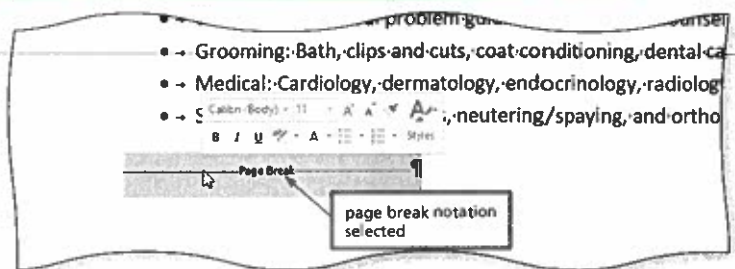 problem
• → Grooming: Bath, clips and cuts, coat conditioning, dental ca
• → Medical: Cardiology, dermatology, endocrinology, radiolog
• → S
Calibri (Body) 11
, neutering/spaying, and ortho
B I U A Styles
Page Break ¶
page break notation
selected